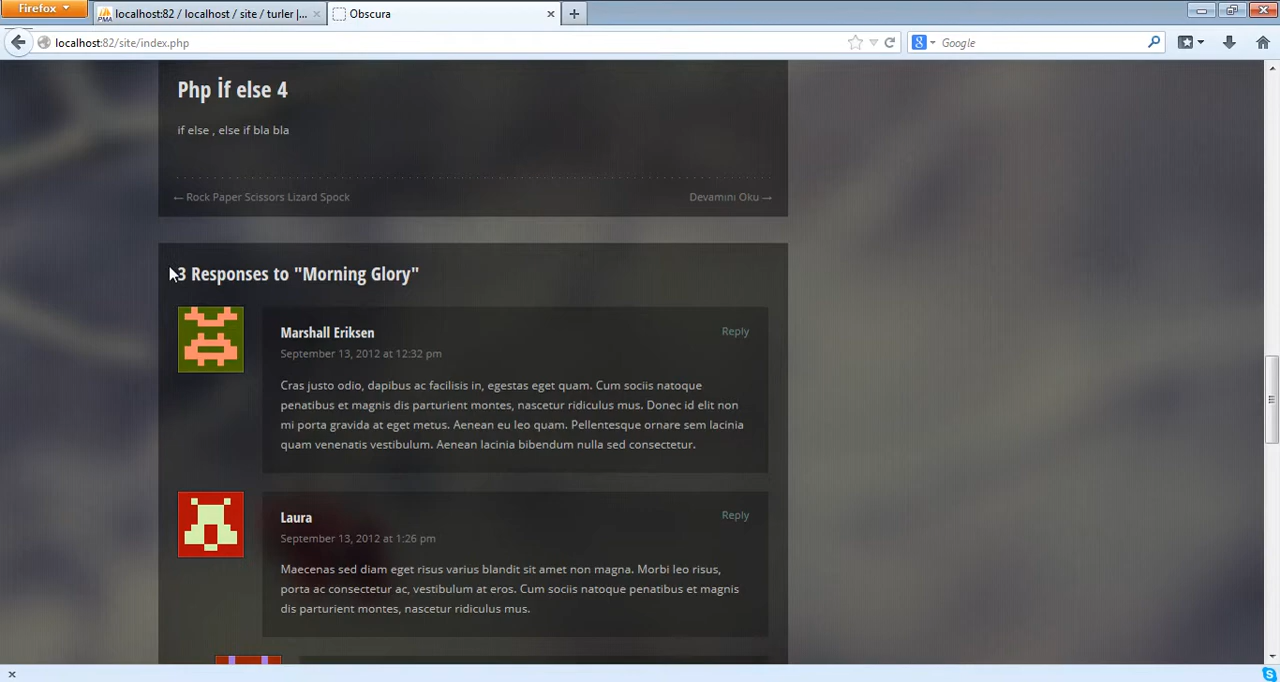 Firefox
localhost:82 / localhost / site / turler |...
Obscura
localhost:82/site/index.php
Google
Php İf else 4
if else , else if bla bla
← Rock Paper Scissors Lizard Spock
Devamını Oku →
3 Responses to "Morning Glory"
Marshall Eriksen
Reply
September 13, 2012 at 12:32 pm
Cras justo odio, dapibus ac facilisis in, egestas eget quam. Cum sociis natoque
penatibus et magnis dis parturient montes, nascetur ridiculus mus. Donec id elit non
mi porta gravida at eget metus. Aenean eu leo quam. Pellentesque ornare sem lacinia
quam venenatis vestibulum. Aenean lacinia bibendum nulla sed consectetur.
Laura
Reply
September 13, 2012 at 1:26 pm
Maecenas sed diam eget risus varius blandit sit amet non magna. Morbi leo risus,
porta ac consectetur ac, vestibulum at eros. Cum sociis natoque penatibus et magnis
dis parturient montes, nascetur ridiculus mus.